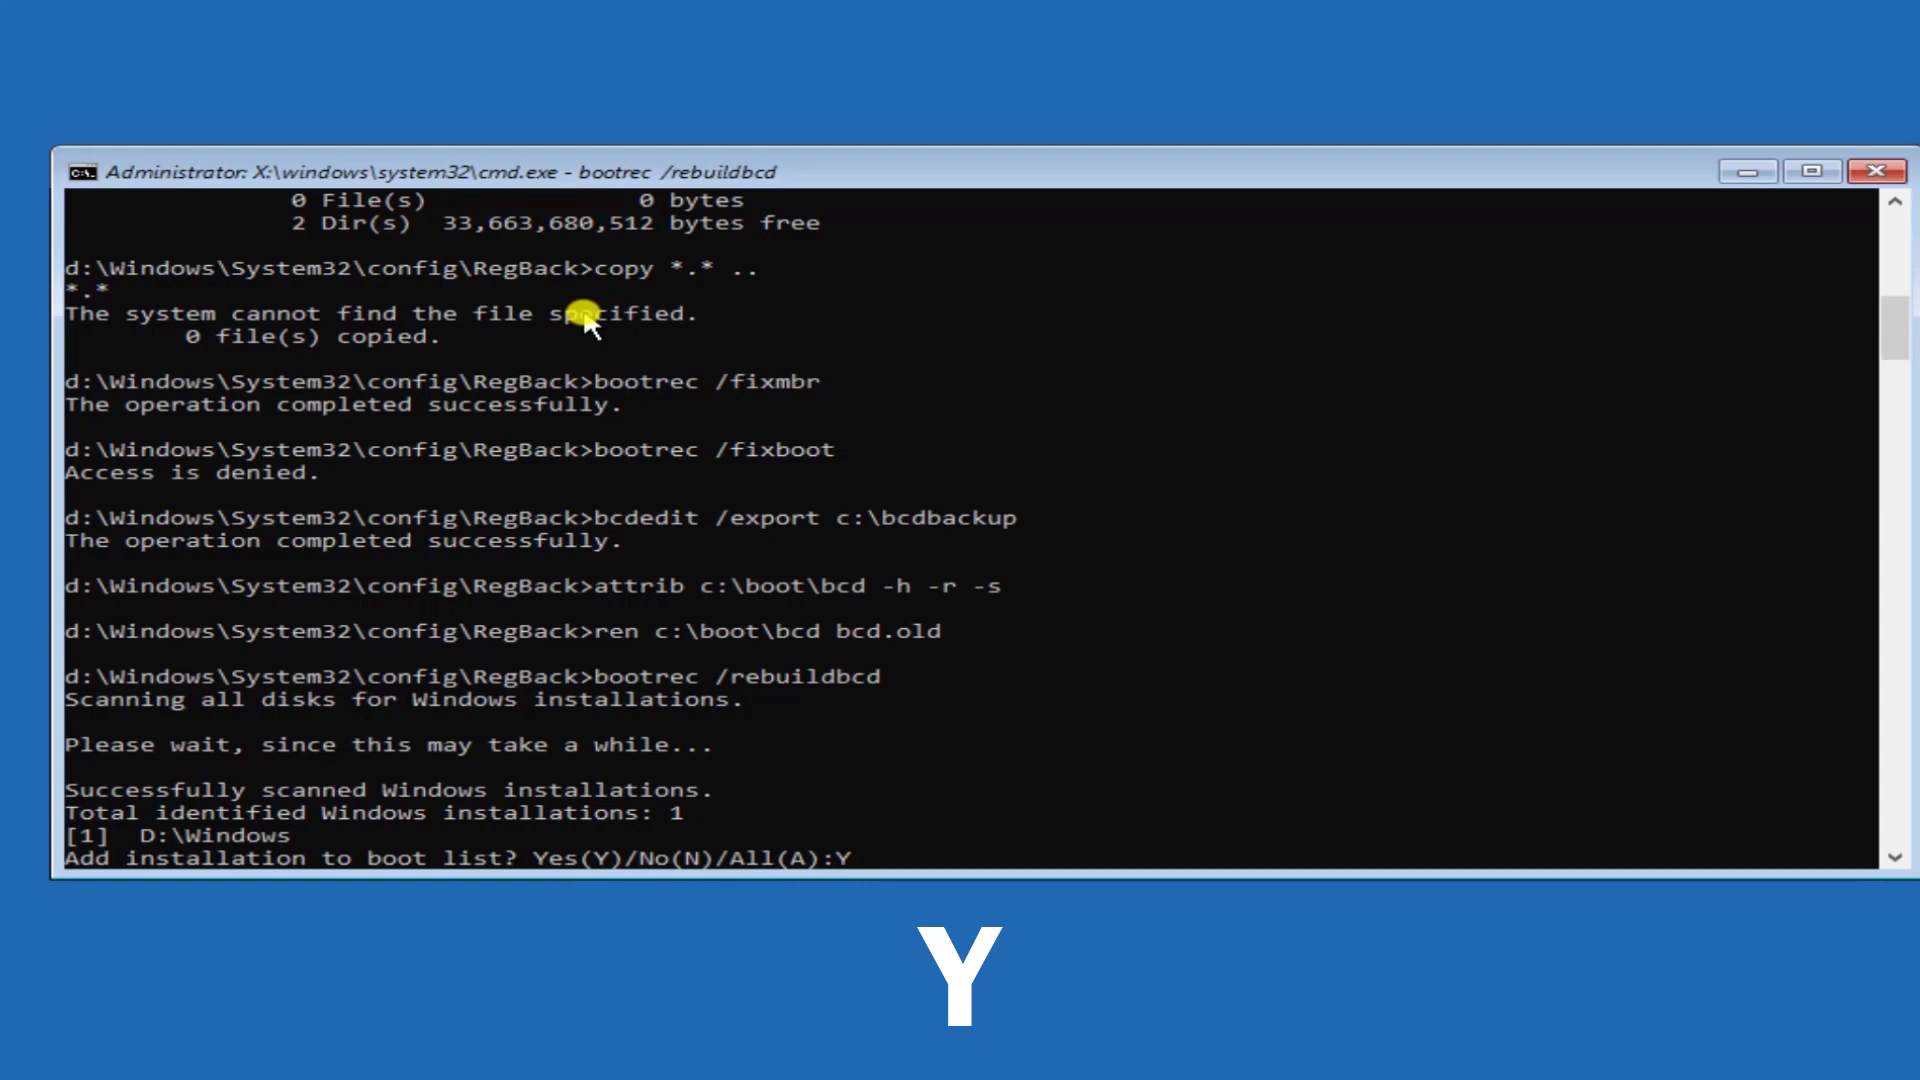 Administrator: X:\windows\system32\cmd.exe - bootrec /rebuildbcd
0 File(s) 0 bytes
2 Dir(s) 33,663,680,512 bytes free
d:\Windows\System32\config\RegBack>copy *.* ..
*.*
The system cannot find the file specified.
0 file(s) copied.
d:\Windows\System32\config\RegBack>bootrec /fixmbr
The operation completed successfully.
d:\Windows\System32\config\RegBack>bootrec /fixboot
Access is denied.
d:\Windows\System32\config\RegBack>bcdedit /export c:\bcdbackup
The operation completed successfully.
d:\Windows\System32\config\RegBack>attrib c:\boot\bcd -h -r -s
d:\Windows\System32\config\RegBack>ren c:\boot\bcd bcd.old
d:\Windows\System32\config\RegBack>bootrec /rebuildbcd
Scanning all disks for Windows installations.
Please wait, since this may take a while...
Successfully scanned Windows installations.
Total identified Windows installations: 1
[1] D:\Windows
Add installation to boot list? Yes(Y)/No(N)/All(A):Y
Y